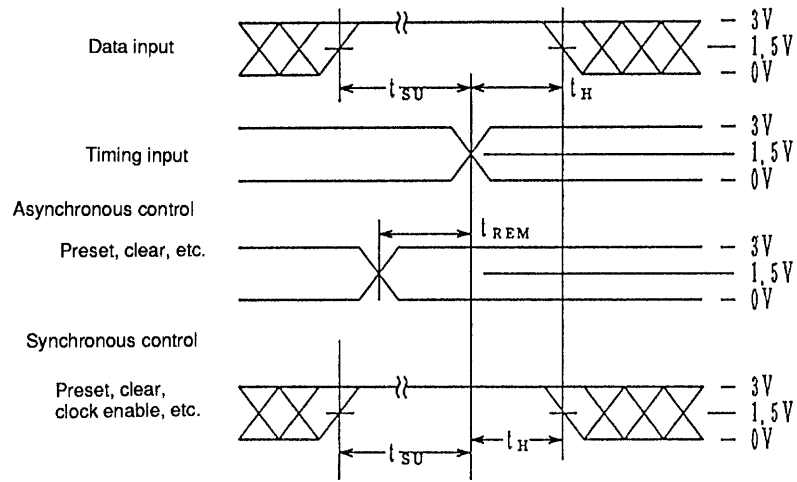 3V
Data input
1.5V
0V
tSU
tH
3V
Timing input
1.5V
0V
Asynchronous control
tREM
Preset, clear, etc.
3V
1.5V
0V
Synchronous control
Preset, clear,
clock enable, etc.
3V
1.5V
0V
tSU
tH